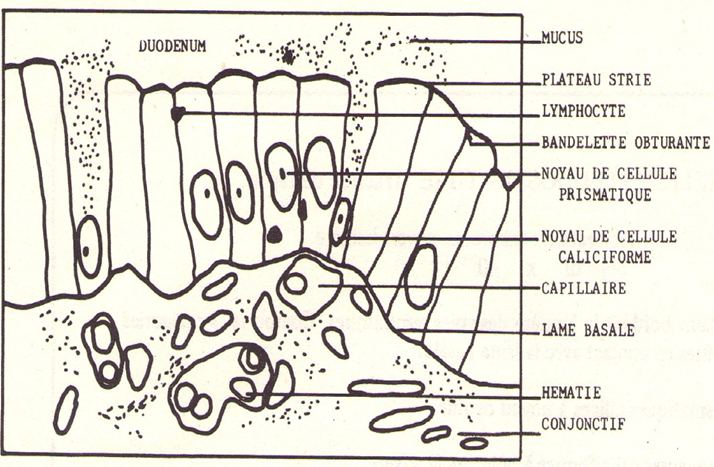 DUODENUM
MUCUS
PLATEAU STRIE
LYMPHOCYTE
BANDELETTE OBTURANTE
NOYAU DE CELLULE
PRISMATIQUE
NOYAU DE CELLULE
CALICIFORME
CAPILLAIRE
LAME BASALE
HEMATIE
CONJONCTIF